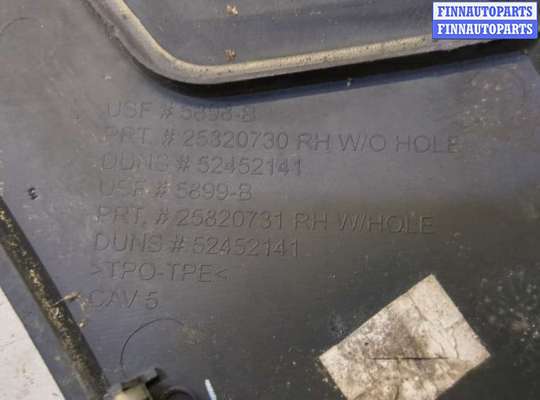 FINNAUTOPARTS
FINNAUTOPARTS
USF # 5898-B
PRT. # 25820730 RH W/O HOLE
DUNS # 52452141
USF # 5899-B
PRT. # 25820731 RH W/HOLE
DUNS # 52452141
>TPO-TPE<
CAV 5